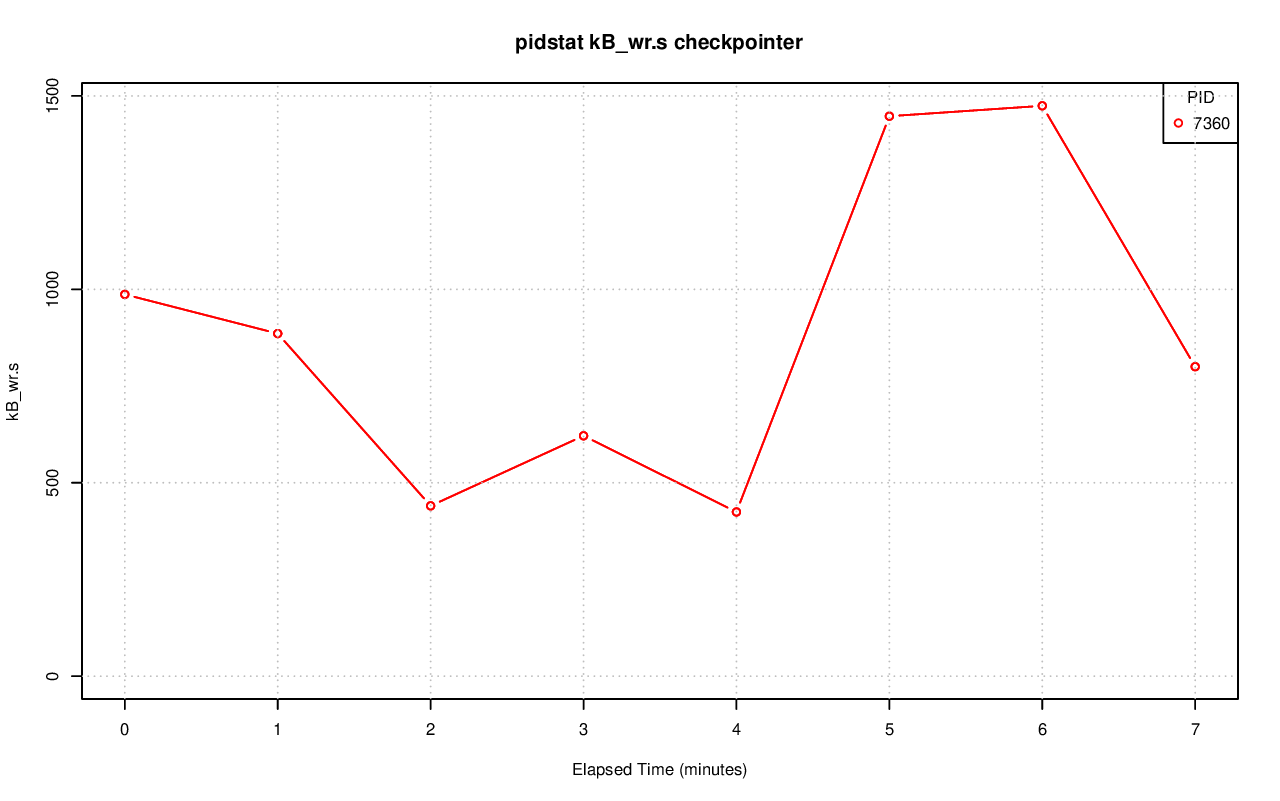 pidstat kB_wr.s checkpointer
PID
7360
1500
1000
500
0
kB_wr.s
0 1 2 3 4 5 6 7
Elapsed Time (minutes)